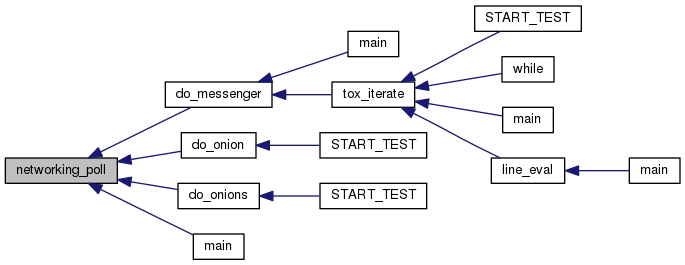 START_TEST
main
while
do_messenger
tox_iterate
main
do_onion
START_TEST
networking_poll
line_eval
main
do_onions
START_TEST
main